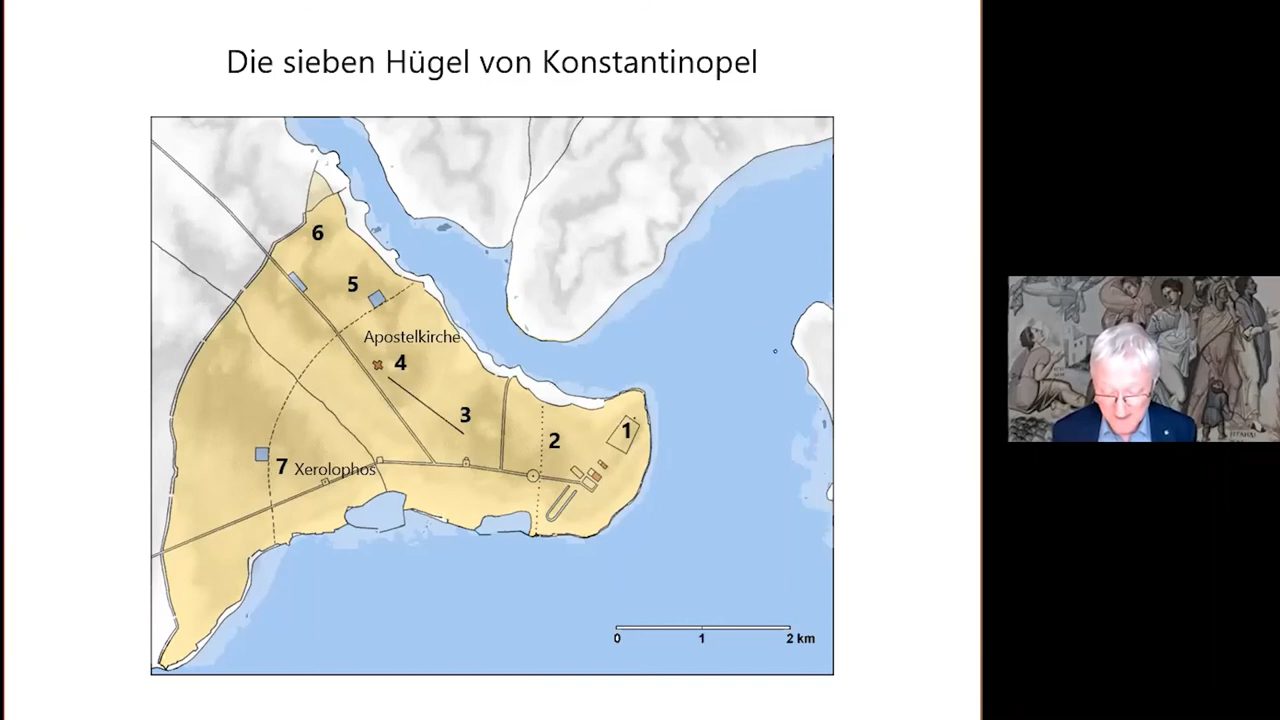 Die sieben Hügel von Konstantinopel
6
5
Apostelkirche
4
3
1
2
7 Xerolophos
0 1 2 km